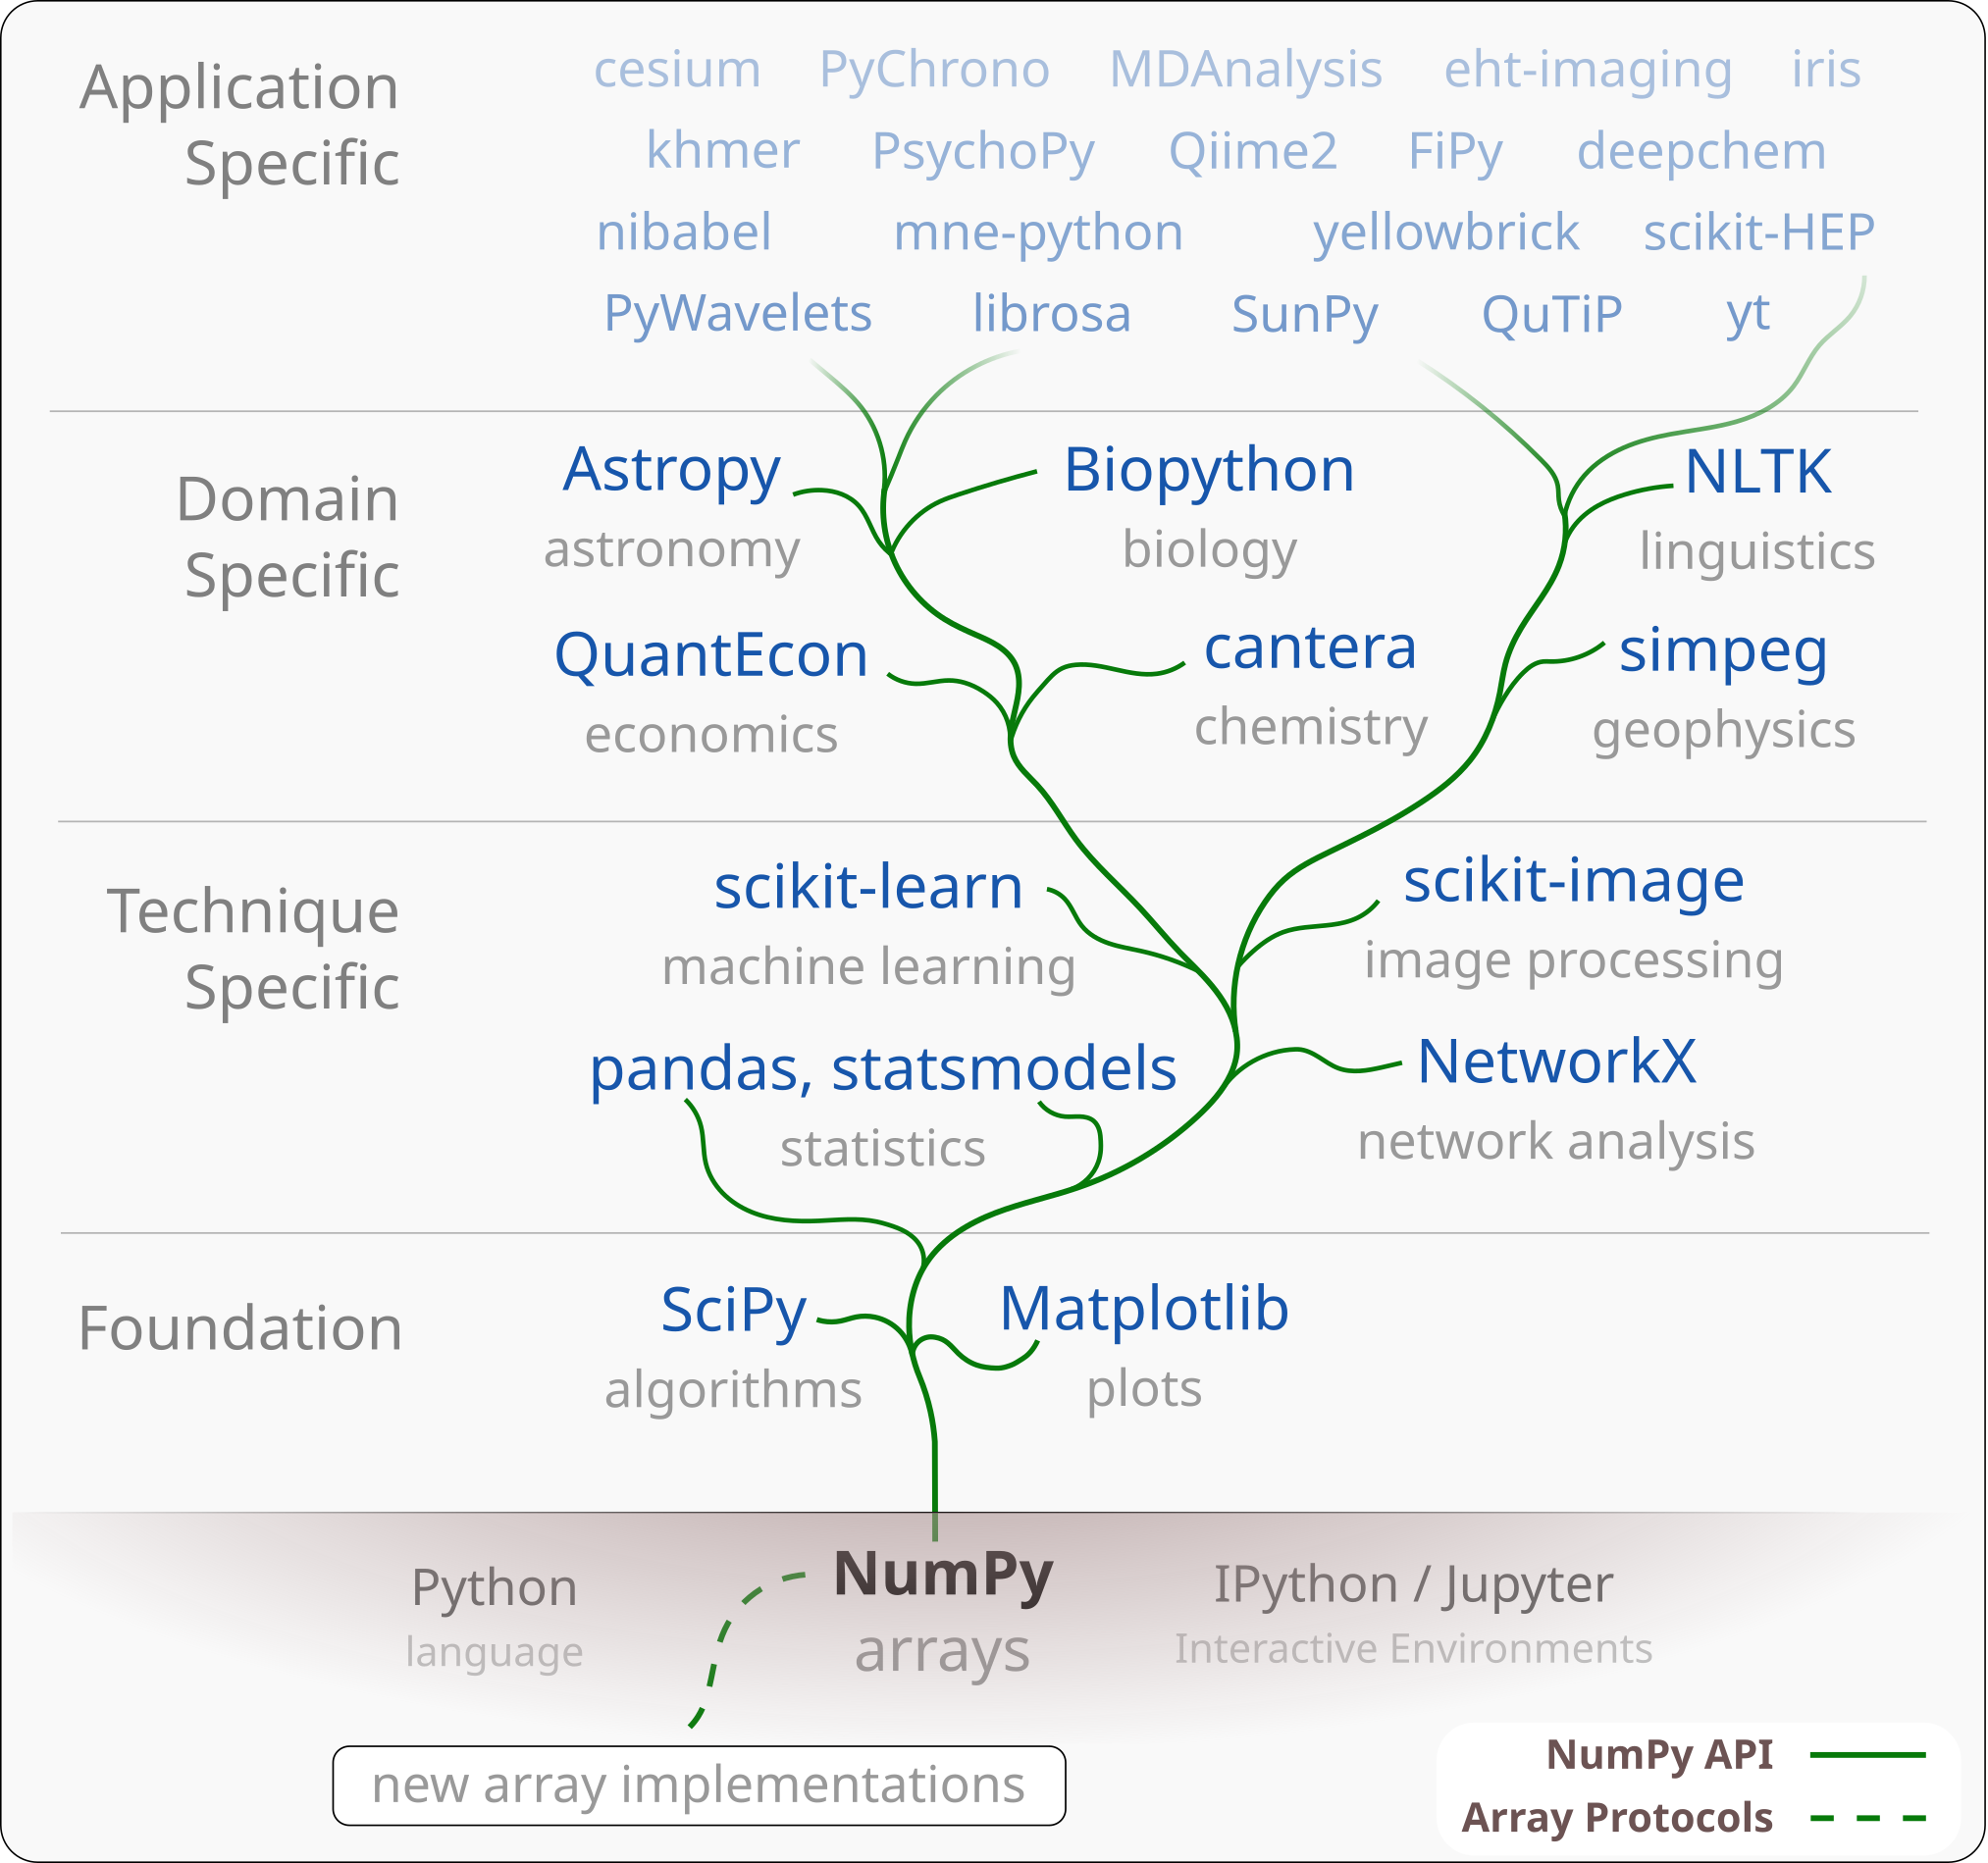 Application
Specific
cesium PyChrono MDAnalysis eht-imaging iris
khmer PsychoPy Qiime2 FiPy deepchem
nibabel mne-python yellowbrick scikit-HEP
PyWavelets librosa SunPy QuTiP yt
Domain
Specific
Astropy Biopython NLTK
astronomy biology linguistics
QuantEcon cantera simpeg
economics chemistry geophysics
Technique
Specific
scikit-learn scikit-image
machine learning image processing
pandas, statsmodels NetworkX
statistics network analysis
Foundation
SciPy Matplotlib
algorithms plots
Python NumPy IPython / Jupyter
language arrays Interactive Environments
new array implementations
NumPy API
Array Protocols